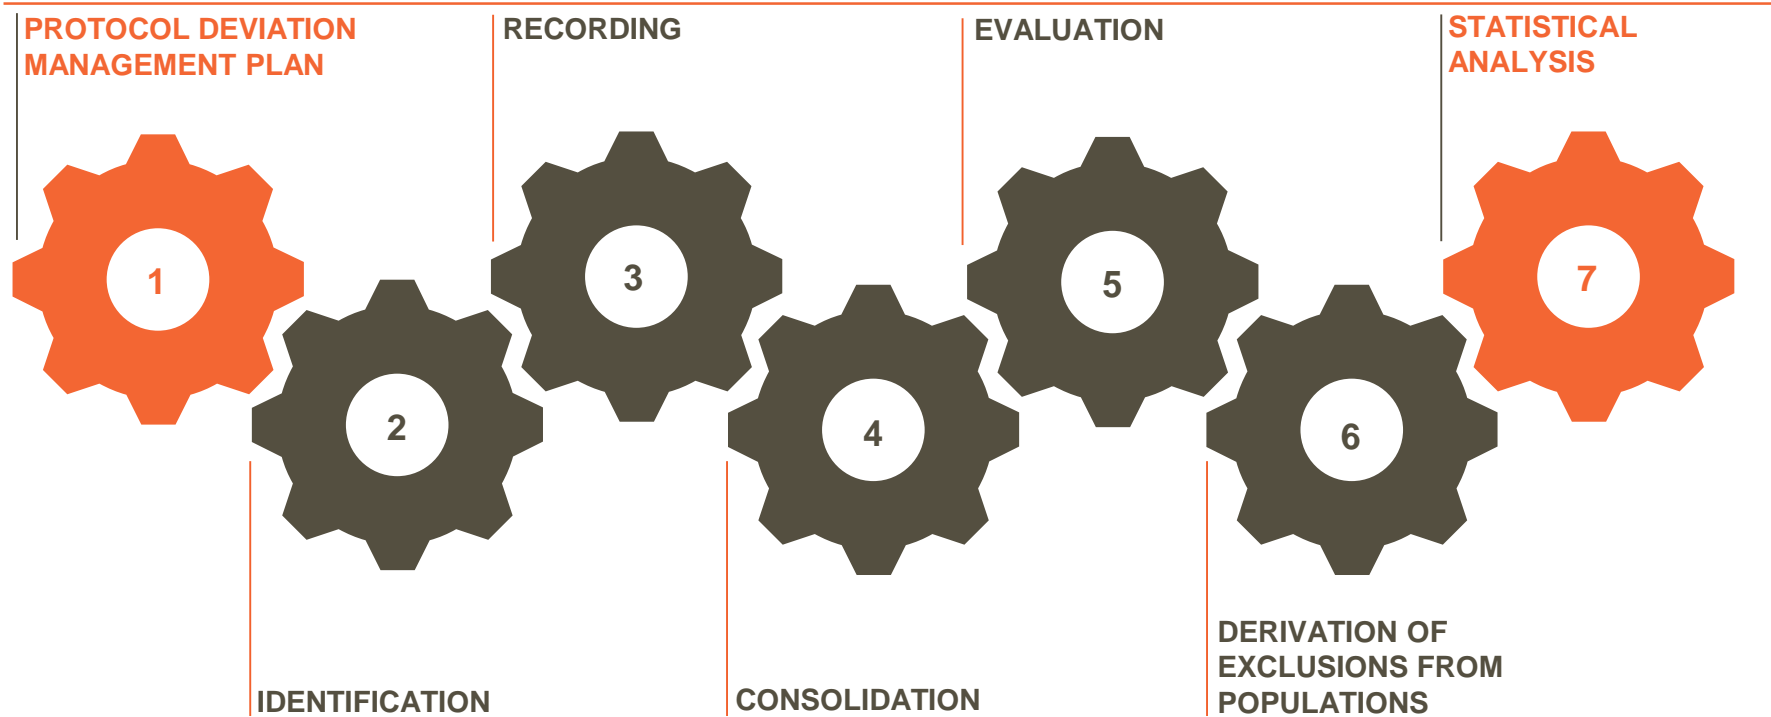 PROTOCOL DEVIATION
MANAGEMENT PLAN
RECORDING
EVALUATION
STATISTICAL
ANALYSIS
1
2
3
4
5
6
7
IDENTIFICATION
CONSOLIDATION
DERIVATION OF
EXCLUSIONS FROM
POPULATIONS